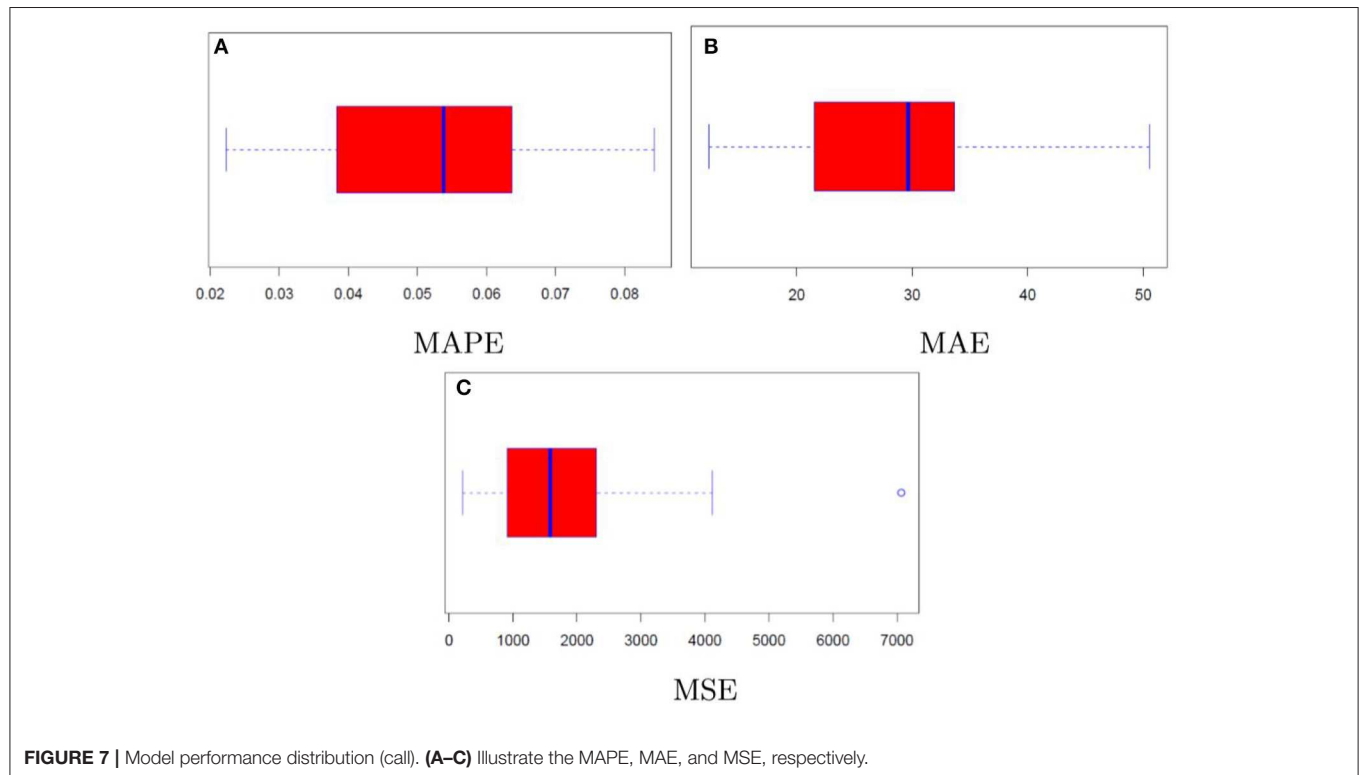 A
0.02 0.03 0.04 0.05 0.06 0.07 0.08
MAPE
B
20 30 40 50
MAE
C
0 1000 2000 3000 4000 5000 6000 7000
MSE
FIGURE 7 | Model performance distribution (call). (A–C) Illustrate the MAPE, MAE, and MSE, respectively.